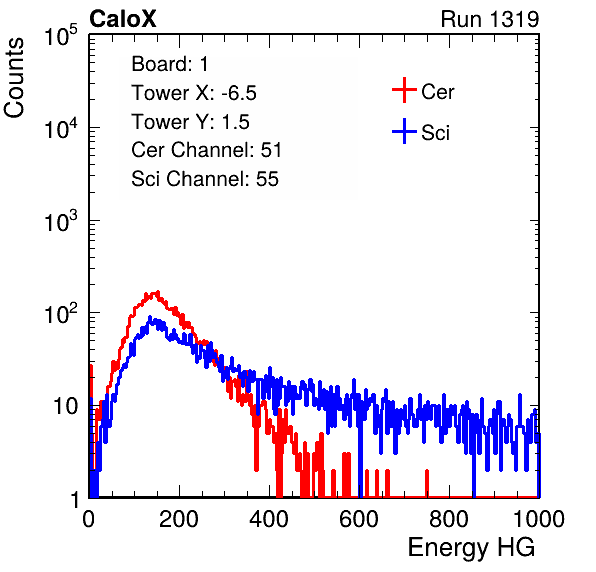 CaloX Run 1319
Counts
10^5
10^4
10^3
10^2
10
1
Board: 1
Tower X: -6.5
Tower Y: 1.5
Cer Channel: 51
Sci Channel: 55
Cer
Sci
0 200 400 600 800 1000
Energy HG